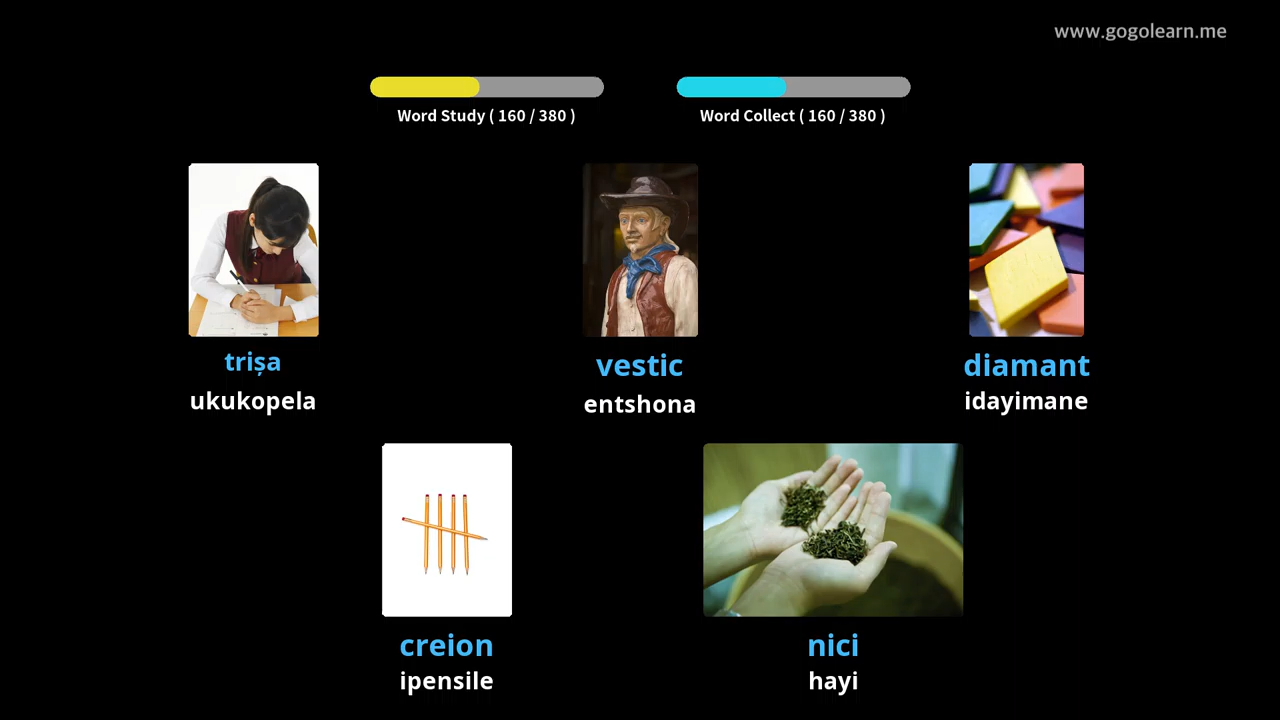 www.gogolearn.me
Word Study ( 160 / 380 )
Word Collect ( 160 / 380 )
trișa
ukukopela
vestic
entshona
diamant
idayimane
creion
ipensile
nici
hayi